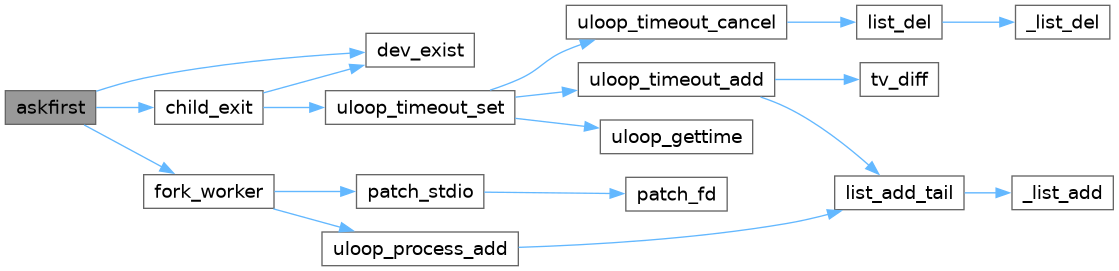 askfirst
dev_exist
child_exit
fork_worker
uloop_timeout_set
patch_stdio
uloop_process_add
uloop_timeout_cancel
uloop_timeout_add
uloop_gettime
patch_fd
list_del
tv_diff
list_add_tail
_list_del
_list_add